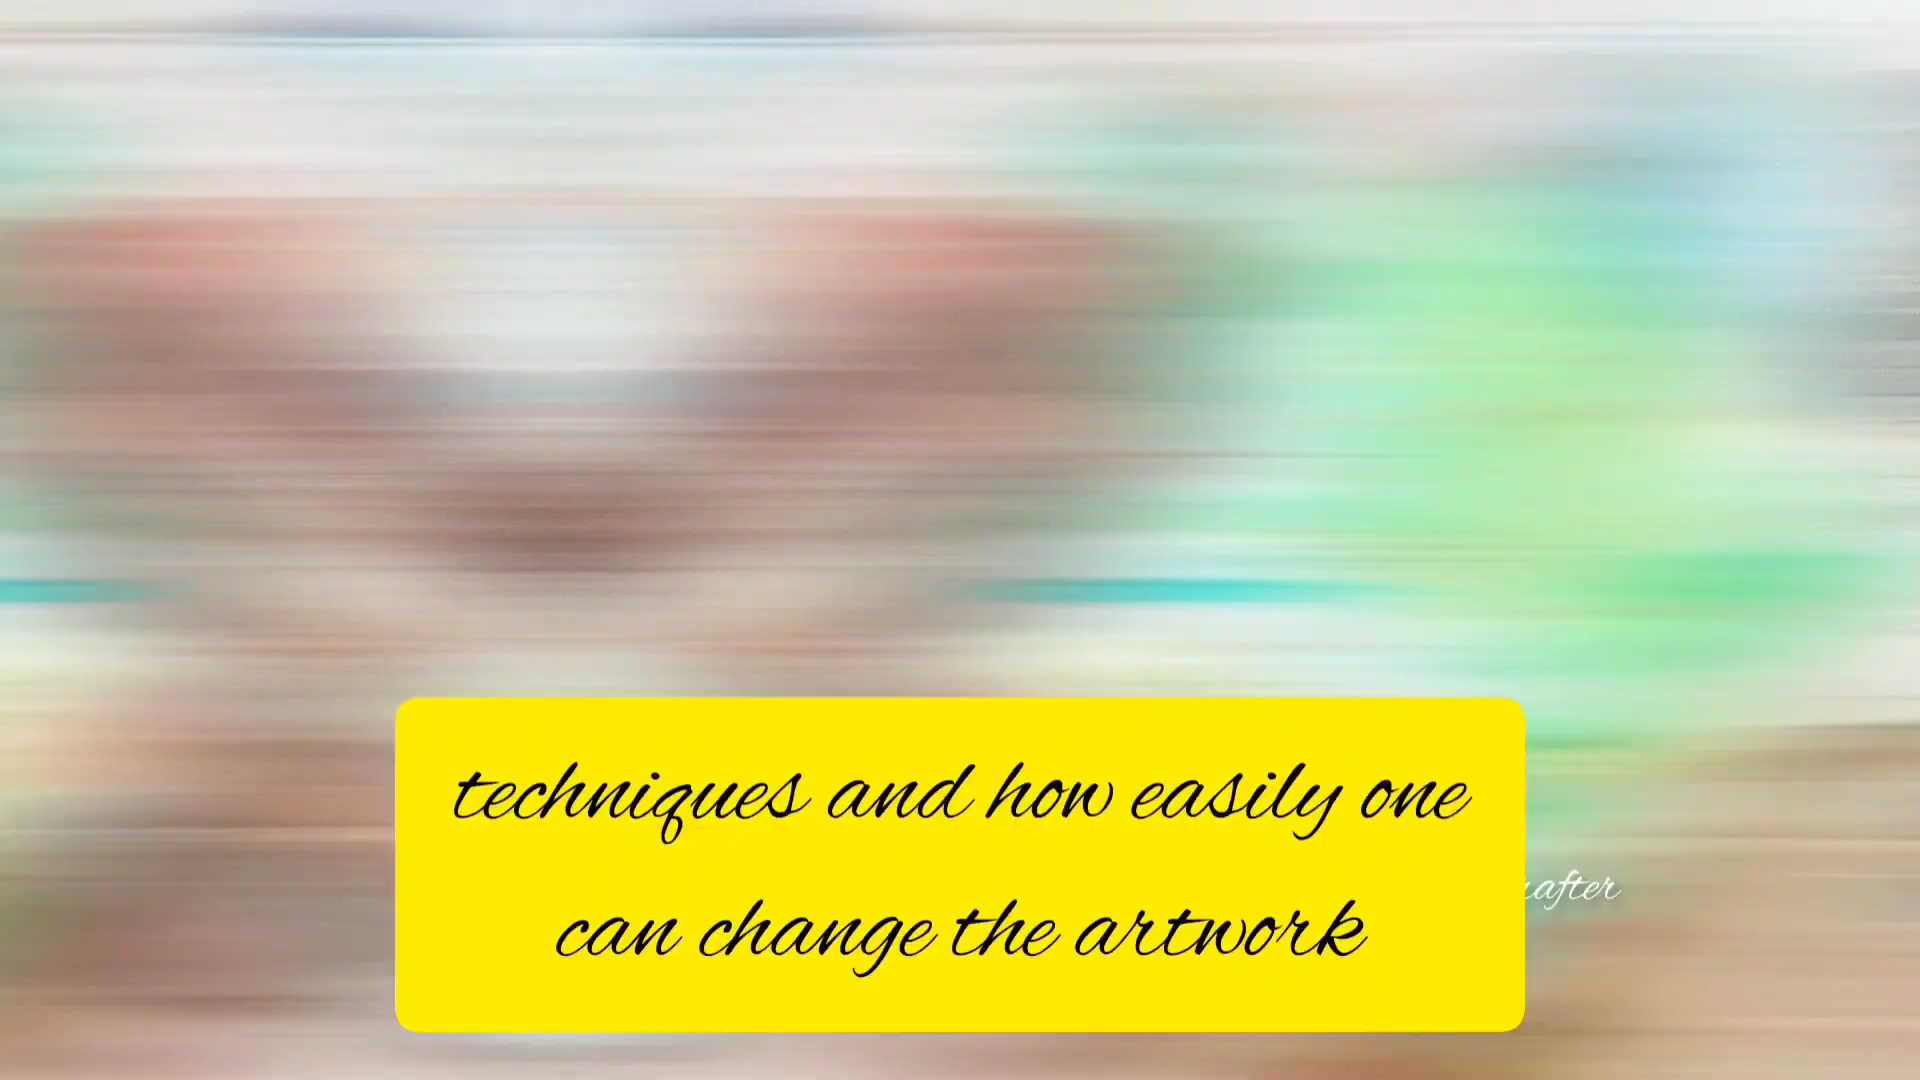 techniques and how easily one
can change the artwork